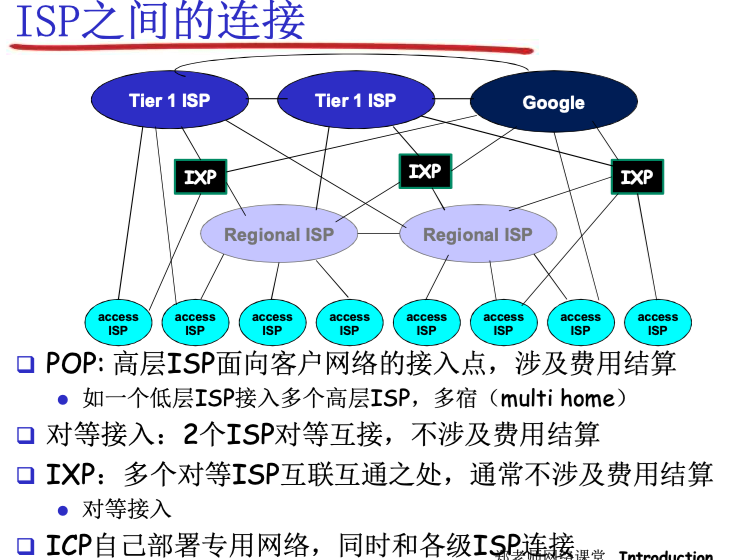 ISP之间的连接
Tier 1 ISP
Tier 1 ISP
Google
IXP
IXP
IXP
Regional ISP
Regional ISP
access
ISP
access
ISP
access
ISP
access
ISP
access
ISP
access
ISP
access
ISP
access
ISP
POP: 高层ISP面向客户网络的接入点，涉及费用结算
如一个低层ISP接入多个高层ISP，多宿（multi home）
对等接入：2个ISP对等互接，不涉及费用结算
IXP：多个对等ISP互联互通之处，通常不涉及费用结算
对等接入
ICP自己部署专用网络，同时和各级ISP连接
Introduction